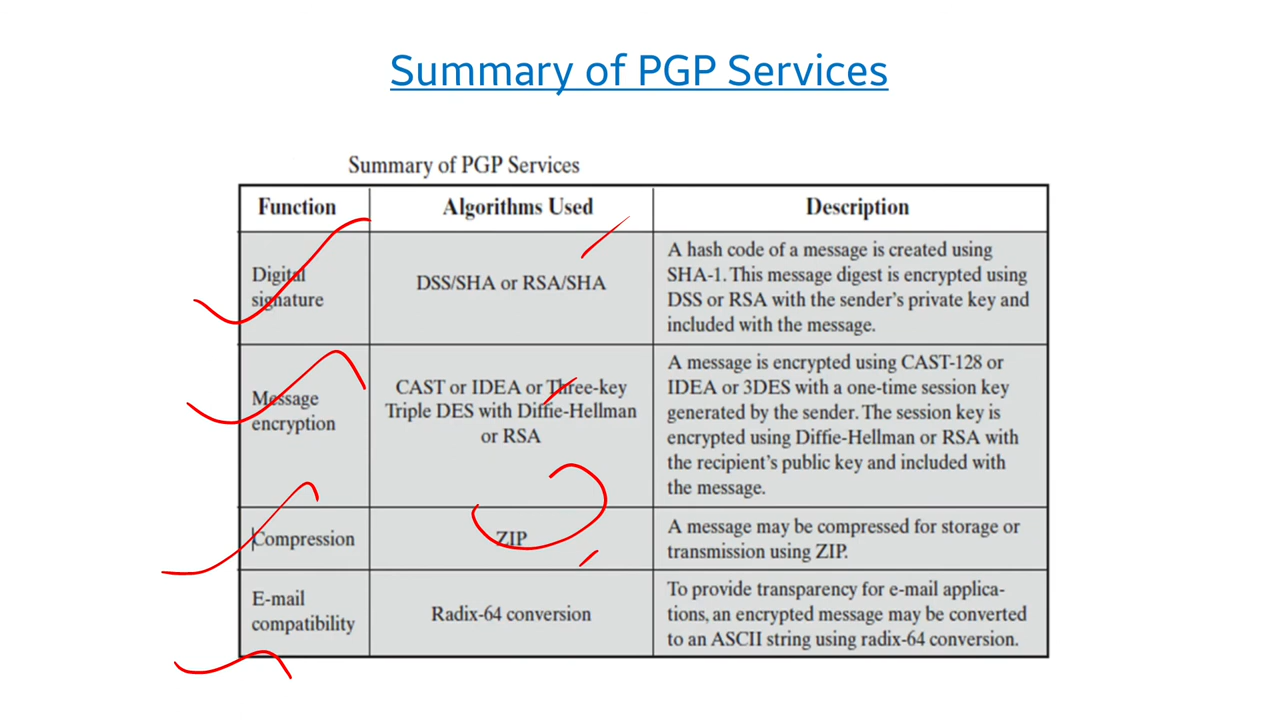 Summary of PGP Services
Summary of PGP Services
Function
Algorithms Used
Description
Digital
signature
DSS/SHA or RSA/SHA
A hash code of a message is created using
SHA-1. This message digest is encrypted using
DSS or RSA with the sender's private key and
included with the message.
Message
encryption
CAST or IDEA or Three-key
Triple DES with Diffie-Hellman
or RSA
A message is encrypted using CAST-128 or
IDEA or 3DES with a one-time session key
generated by the sender. The session key is
encrypted using Diffie-Hellman or RSA with
the recipient's public key and included with
the message.
Compression
ZIP
A message may be compressed for storage or
transmission using ZIP.
E-mail
compatibility
Radix-64 conversion
To provide transparency for e-mail applica-
tions, an encrypted message may be converted
to an ASCII string using radix-64 conversion.